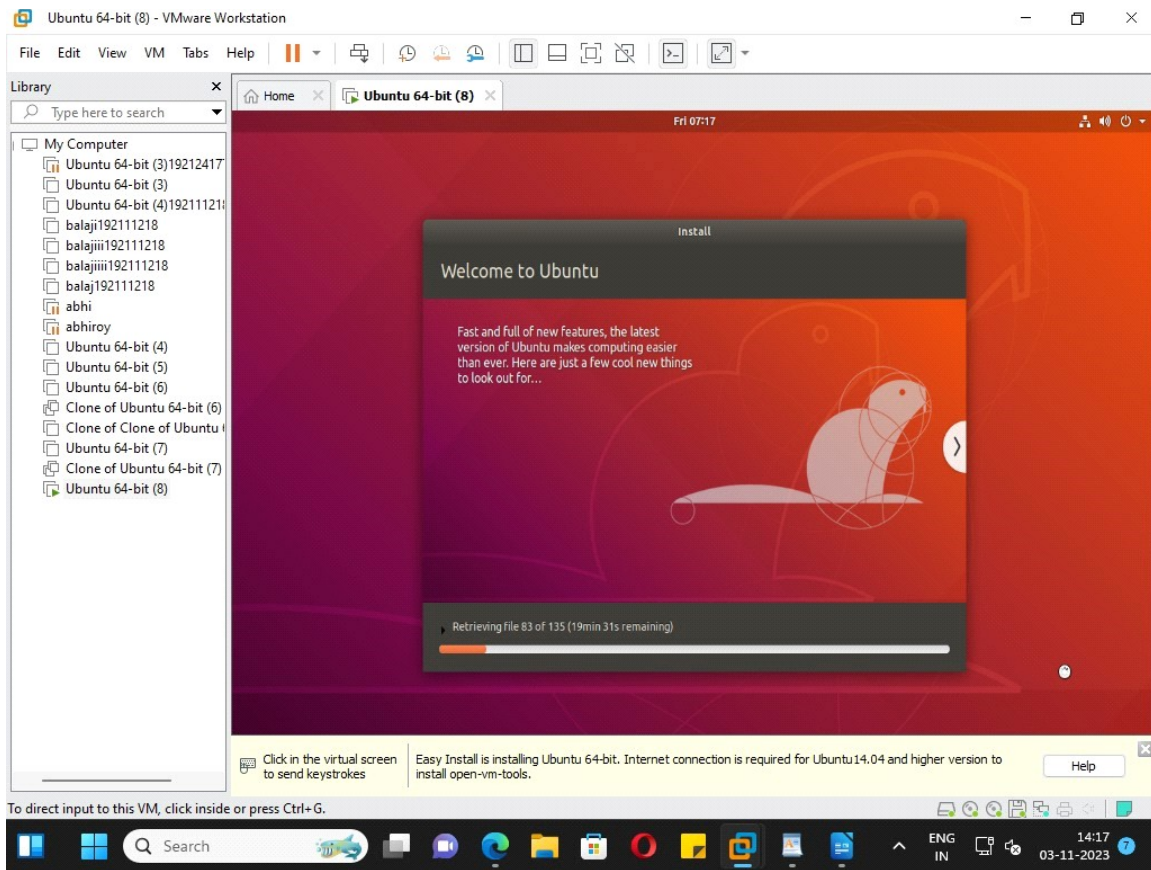 Ubuntu 64-bit (8) - VMware Workstation
File Edit View VM Tabs Help
Library
Type here to search
My Computer
Ubuntu 64-bit (3)19212417
Ubuntu 64-bit (3)
Ubuntu 64-bit (4)19211121
balaji192111218
balajiii192111218
balajiiii192111218
balaj192111218
abhi
abhiroy
Ubuntu 64-bit (4)
Ubuntu 64-bit (5)
Ubuntu 64-bit (6)
Clone of Ubuntu 64-bit (6)
Clone of Clone of Ubuntu
Ubuntu 64-bit (7)
Clone of Ubuntu 64-bit (7)
Ubuntu 64-bit (8)
Home
Ubuntu 64-bit (8)
Fri 07:17
Install
Welcome to Ubuntu
Fast and full of new features, the latest
version of Ubuntu makes computing easier
than ever. Here are just a few cool new things
to look out for...
Retrieving file 83 of 135 (19min 31s remaining)
Click in the virtual screen
to send keystrokes
Easy Install is installing Ubuntu 64-bit. Internet connection is required for Ubuntu14.04 and higher version to
install open-vm-tools.
Help
To direct input to this VM, click inside or press Ctrl+G.
Search
ENG
IN
14:17
03-11-2023
7